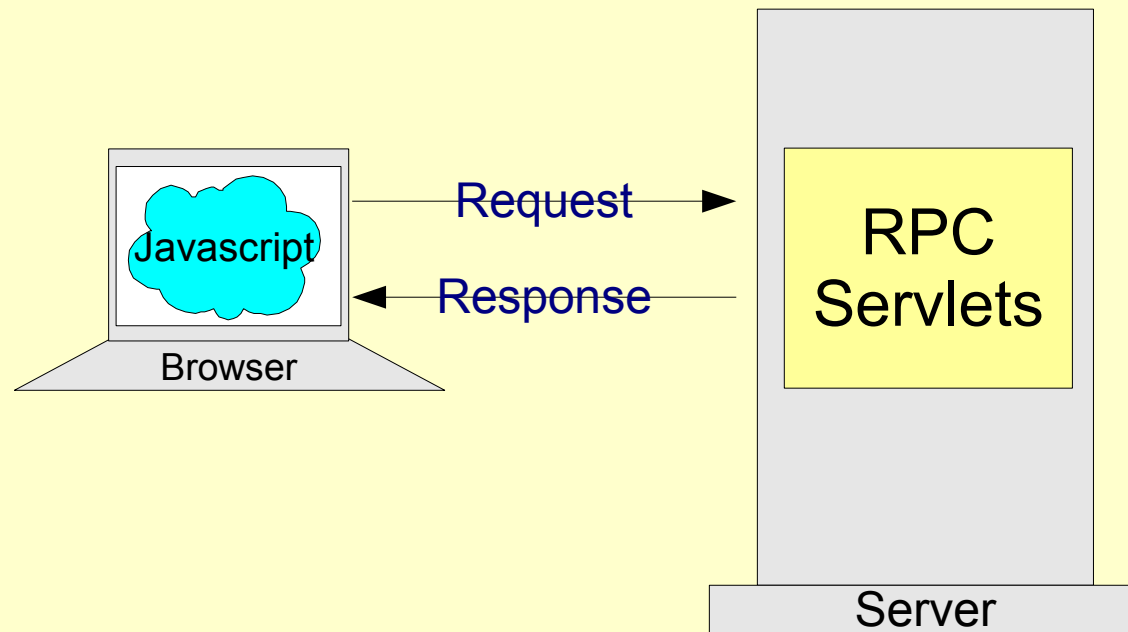 Javascript
Browser
Request
Response
RPC
Servlets
Server